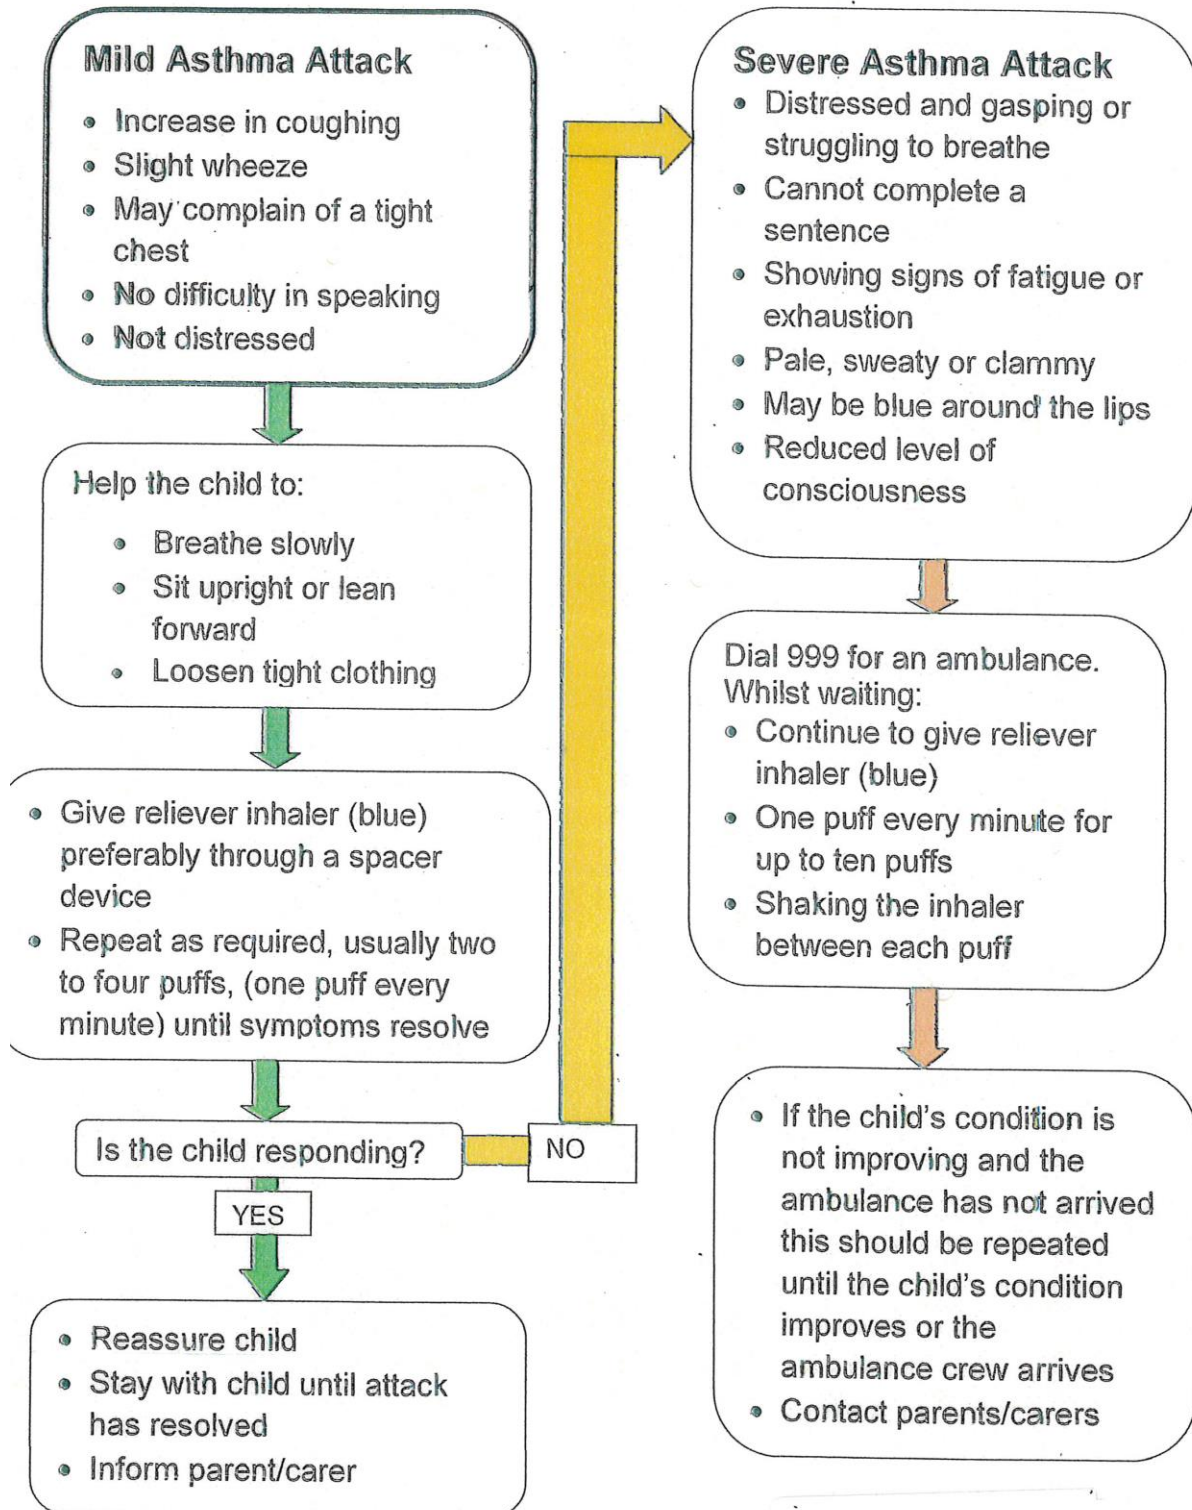 Mild Asthma Attack
• Increase in coughing
• Slight wheeze
• May complain of a tight
chest
• No difficulty in speaking
• Not distressed
Help the child to:
• Breathe slowly
• Sit upright or lean
forward
• Loosen tight clothing
• Give reliever inhaler (blue)
preferably through a spacer
device
• Repeat as required, usually two
to four puffs, (one puff every
minute) until symptoms resolve
Is the child responding?
NO
YES
• Reassure child
• Stay with child until attack
has resolved
• Inform parent/carer
Severe Asthma Attack
• Distressed and gasping or
struggling to breathe
• Cannot complete a
sentence
• Showing signs of fatigue or
exhaustion
• Pale, sweaty or clammy
• May be blue around the lips
• Reduced level of
consciousness
Dial 999 for an ambulance.
Whilst waiting:
• Continue to give reliever
inhaler (blue)
• One puff every minute for
up to ten puffs
• Shaking the inhaler
between each puff
• If the child's condition is
not improving and the
ambulance has not arrived
this should be repeated
until the child's condition
improves or the
ambulance crew arrives
• Contact parents/carers